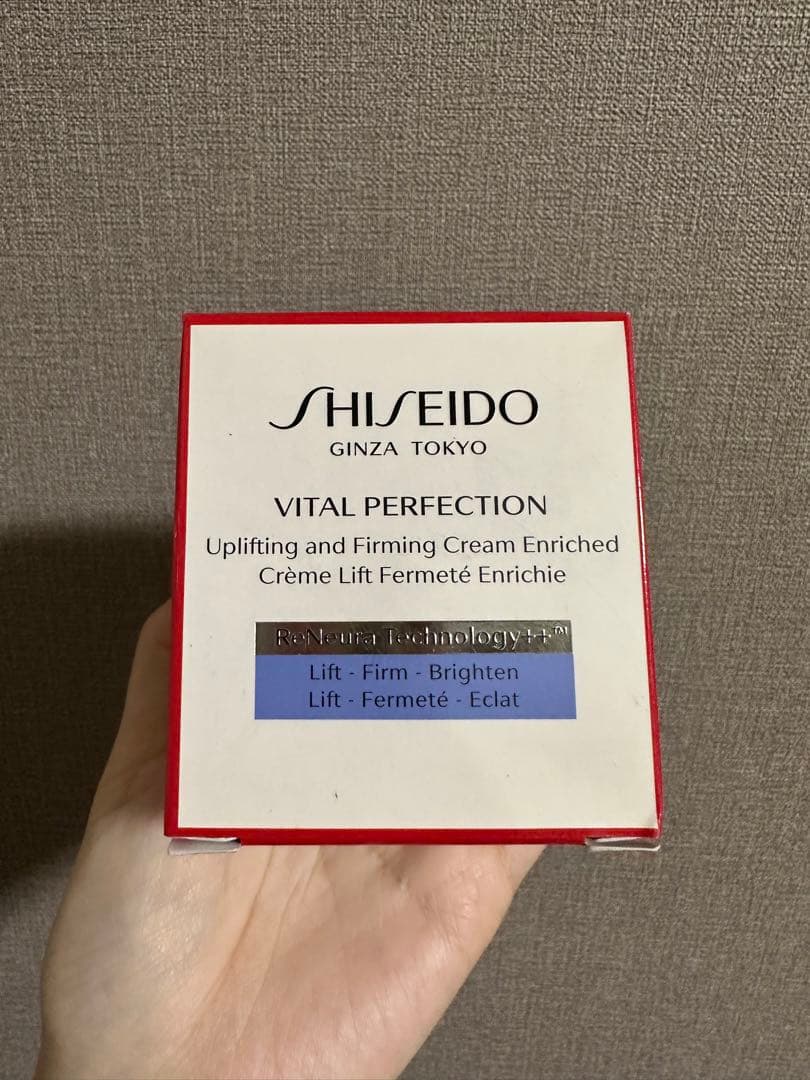 SHISEIDO
GINZA TOKYO
VITAL PERFECTION
Uplifting and Firming Cream Enriched
Crème Lift Fermeté Enrichie
ReNeura Technology++™
Lift - Firm - Brighten
Lift - Fermeté - Eclat